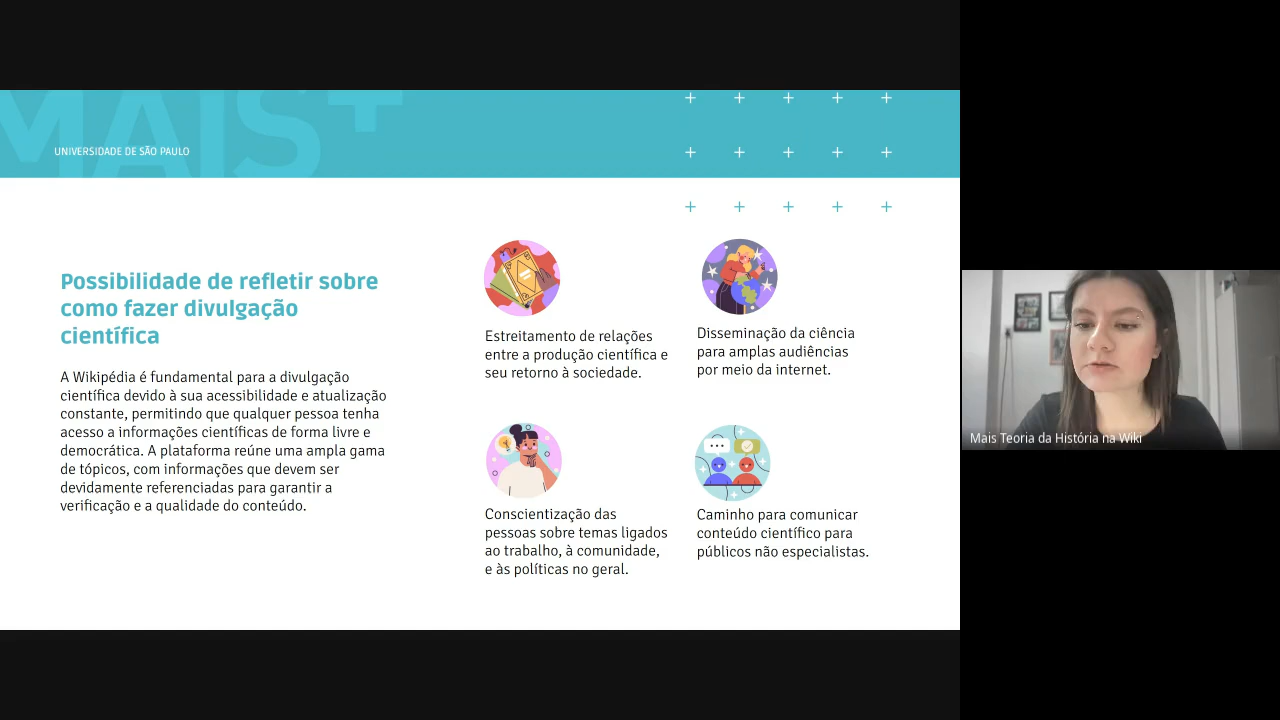 MAIS+
UNIVERSIDADE DE SÃO PAULO
Possibilidade de refletir sobre
como fazer divulgação
científica
A Wikipédia é fundamental para a divulgação
científica devido à sua acessibilidade e atualização
constante, permitindo que qualquer pessoa tenha
acesso a informações científicas de forma livre e
democrática. A plataforma reúne uma ampla gama
de tópicos, com informações que devem ser
devidamente referenciadas para garantir a
verificação e a qualidade do conteúdo.
Estreitamento de relações
entre a produção científica e
seu retorno à sociedade.
Disseminação da ciência
para amplas audiências
por meio da internet.
Conscientização das
pessoas sobre temas ligados
ao trabalho, à comunidade,
e às políticas no geral.
Caminho para comunicar
conteúdo científico para
públicos não especialistas.
Mais Teoria da História na Wiki